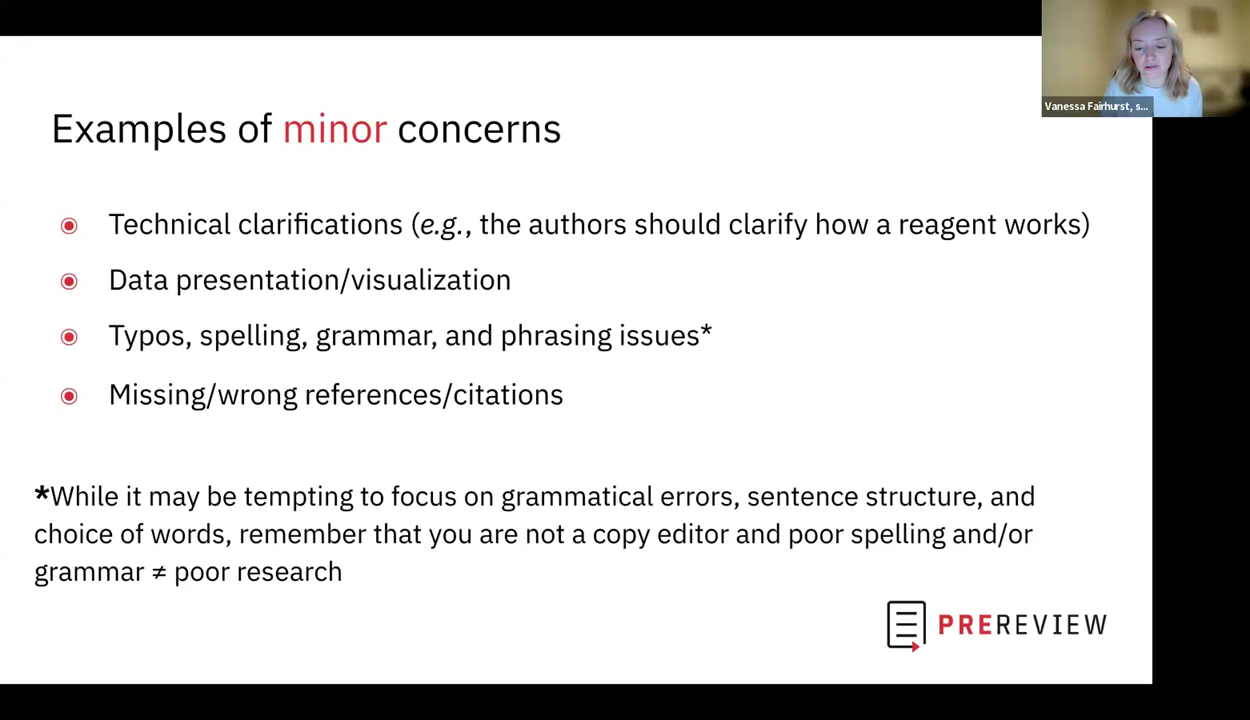 Vanessa Fairhurst, s...
Examples of minor concerns
Technical clarifications (e.g., the authors should clarify how a reagent works)
Data presentation/visualization
Typos, spelling, grammar, and phrasing issues*
Missing/wrong references/citations
*While it may be tempting to focus on grammatical errors, sentence structure, and
choice of words, remember that you are not a copy editor and poor spelling and/or
grammar ≠ poor research
PREREVIEW